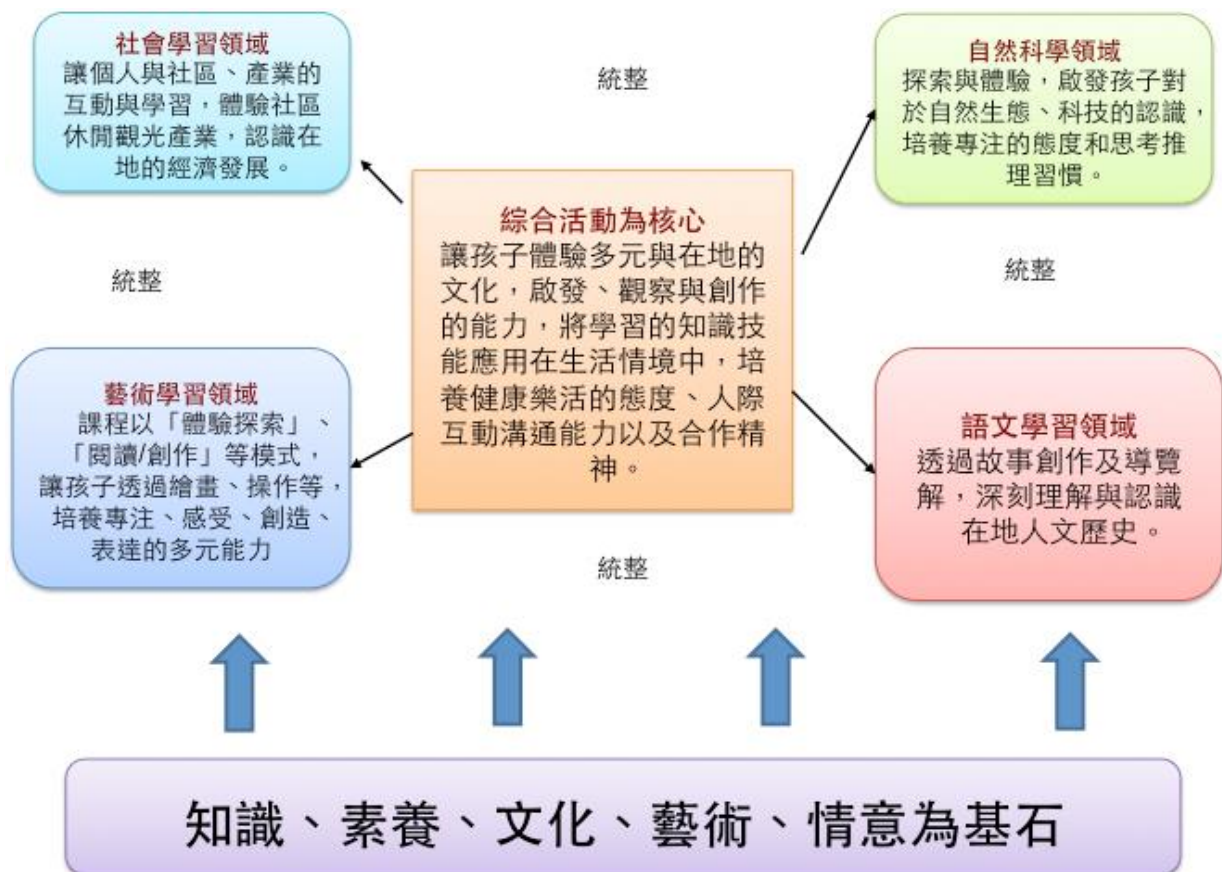 社會學習領域
讓個人與社區、產業的
互動與學習，體驗社區
休閒觀光產業，認識在
地的經濟發展。
統整
自然科學領域
探索與體驗，啟發孩子對
於自然生態、科技的認識，
培養專注的態度和思考推
理習慣。
統整
綜合活動為核心
讓孩子體驗多元與在地的
文化，啟發、觀察與創作
的能力，將學習的知識技
能應用在生活情境中，培
養健康樂活的態度、人際
互動溝通能力以及合作精
神。
統整
藝術學習領域
課程以「體驗探索」、
「閱讀/創作」等模式，
讓孩子透過繪畫、操作等，
培養專注、感受、創造、
表達的多元能力
語文學習領域
透過故事創作及導覽
解，深刻理解與認識
在地人文歷史。
統整
知識、素養、文化、藝術、情意為基石